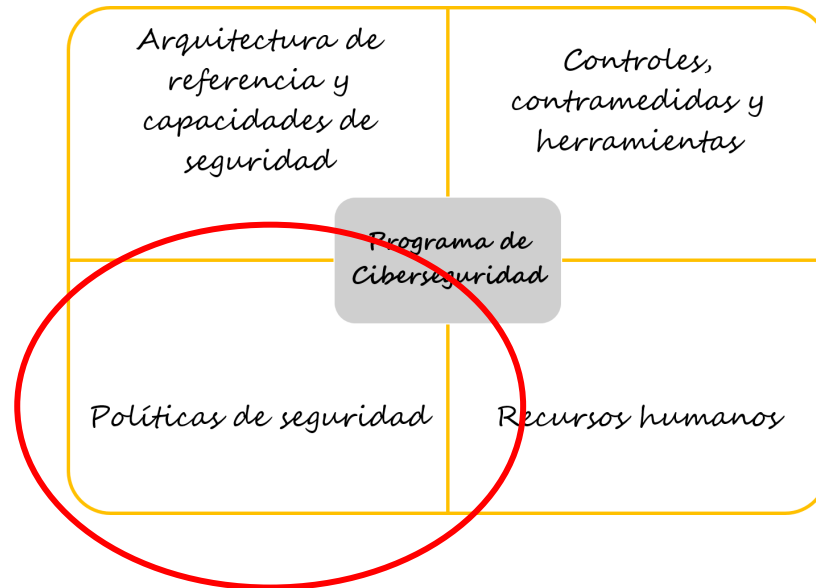 Arquitectura de
referencia y
capacidades de
seguridad
Controles,
contramedidas y
herramientas
Programa de
Ciberseguridad
Políticas de seguridad
Recursos humanos